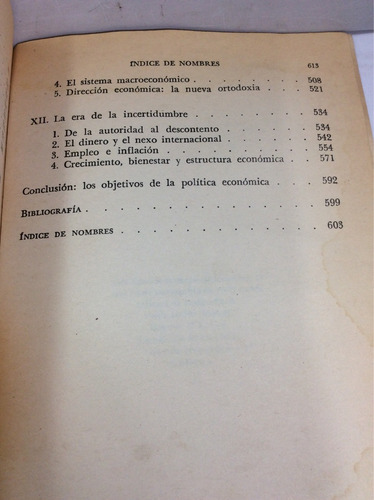 ÍNDICE DE NOMBRES 613
4. El sistema macroeconómico . . . . . . . . 508
5. Dirección económica: la nueva ortodoxia . . . . 521
XII. La era de la incertidumbre . . . . . . . . . 534
1. De la autoridad al descontento . . . . . . . 534
2. El dinero y el nexo internacional . . . . . . 542
3. Empleo e inflación . . . . . . . . . . 554
4. Crecimiento, bienestar y estructura económica . . 571
Conclusión: los objetivos de la política económica . . . 592
BIBLIOGRAFÍA . . . . . . . . . . . . . . 599
ÍNDICE DE NOMBRES . . . . . . . . . . . 603